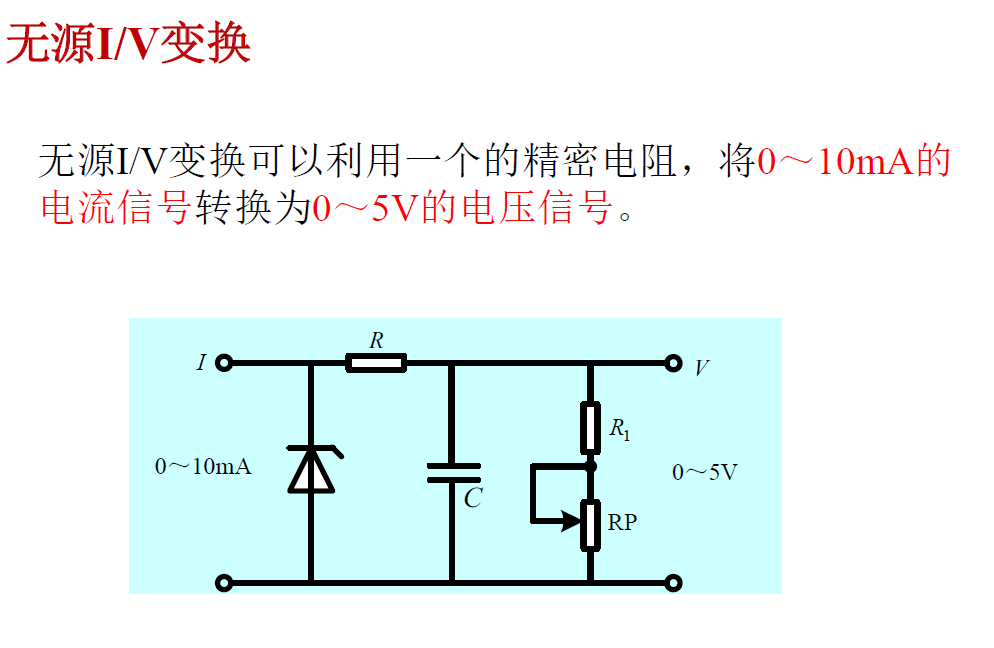 无源I/V变换
无源I/V变换可以利用一个的精密电阻，将0～10mA的
电流信号转换为0～5V的电压信号。
R
I
V
R1
0～10mA
0～5V
C
RP